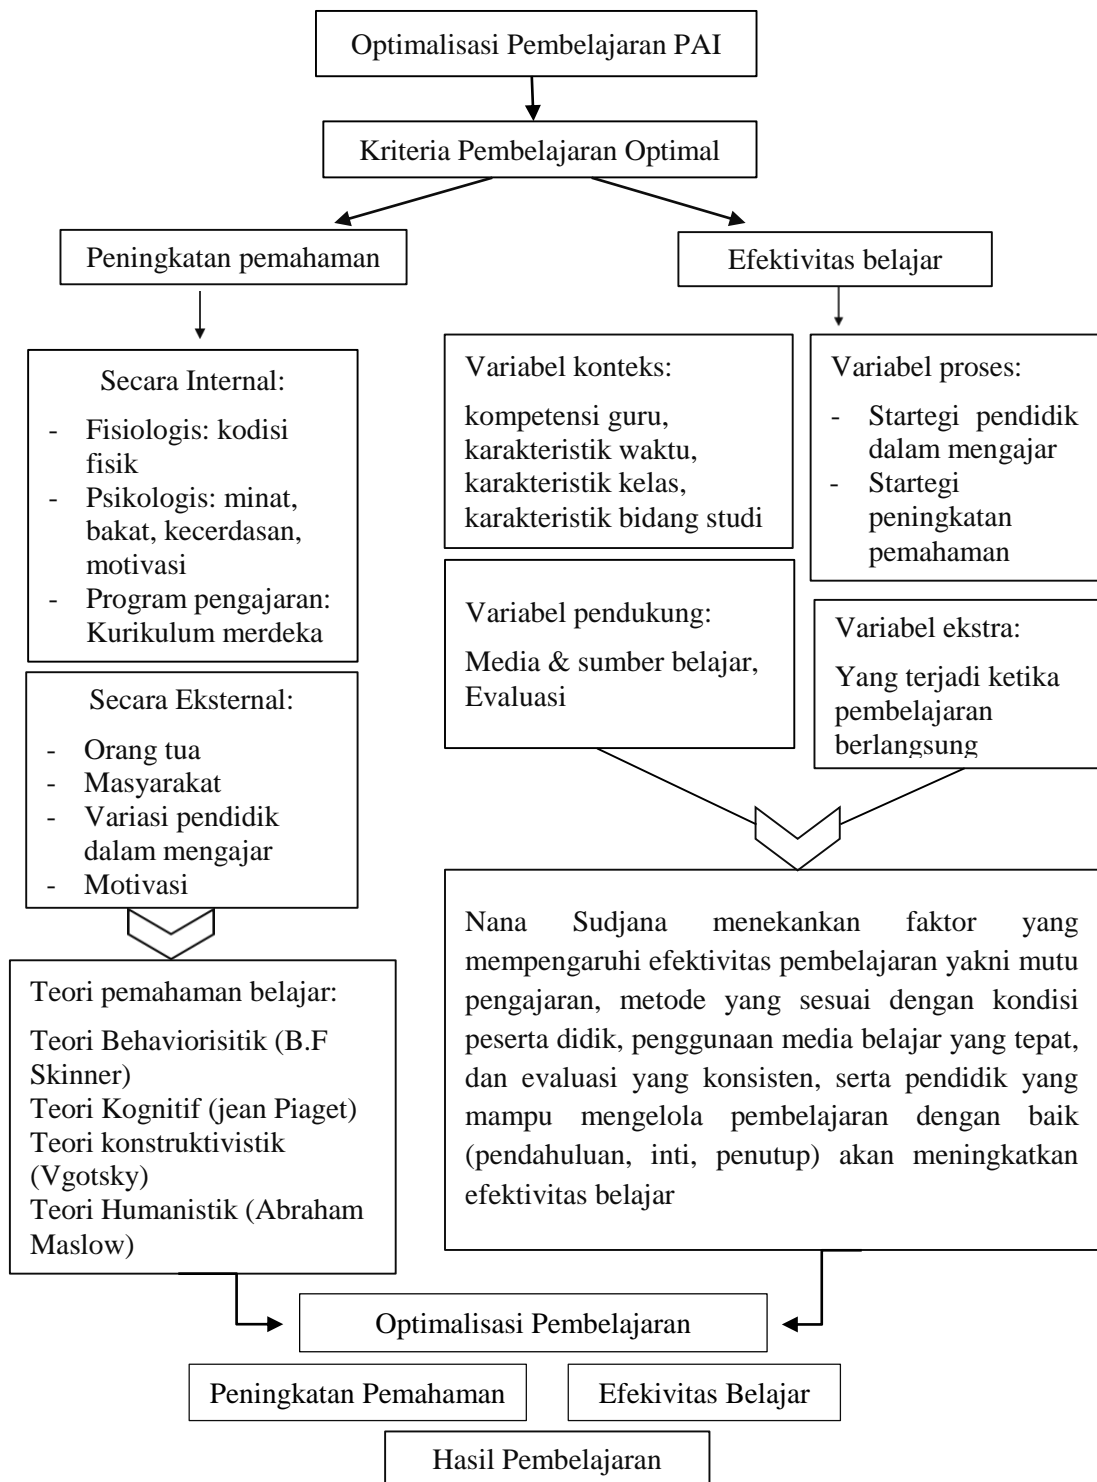 Optimalisasi Pembelajaran PAI
Kriteria Pembelajaran Optimal
Peningkatan pemahaman
Efektivitas belajar
Secara Internal:
- Fisiologis: kodisi
fisik
- Psikologis: minat,
bakat, kecerdasan,
motivasi
- Program pengajaran:
Kurikulum merdeka
Secara Eksternal:
- Orang tua
- Masyarakat
- Variasi pendidik
dalam mengajar
- Motivasi
Teori pemahaman belajar:
Teori Behaviorisitik (B.F
Skinner)
Teori Kognitif (jean Piaget)
Teori konstruktivistik
(Vgotsky)
Teori Humanistik (Abraham
Maslow)
Variabel konteks:
kompetensi guru,
karakteristik waktu,
karakteristik kelas,
karakteristik bidang studi
Variabel proses:
- Startegi pendidik
dalam mengajar
- Startegi
peningkatan
pemahaman
Variabel pendukung:
Media & sumber belajar,
Evaluasi
Variabel ekstra:
Yang terjadi ketika
pembelajaran
berlangsung
Nana Sudjana menekankan faktor yang
mempengaruhi efektivitas pembelajaran yakni mutu
pengajaran, metode yang sesuai dengan kondisi
peserta didik, penggunaan media belajar yang tepat,
dan evaluasi yang konsisten, serta pendidik yang
mampu mengelola pembelajaran dengan baik
(pendahuluan, inti, penutup) akan meningkatkan
efektivitas belajar
Optimalisasi Pembelajaran
Peningkatan Pemahaman
Efekivitas Belajar
Hasil Pembelajaran